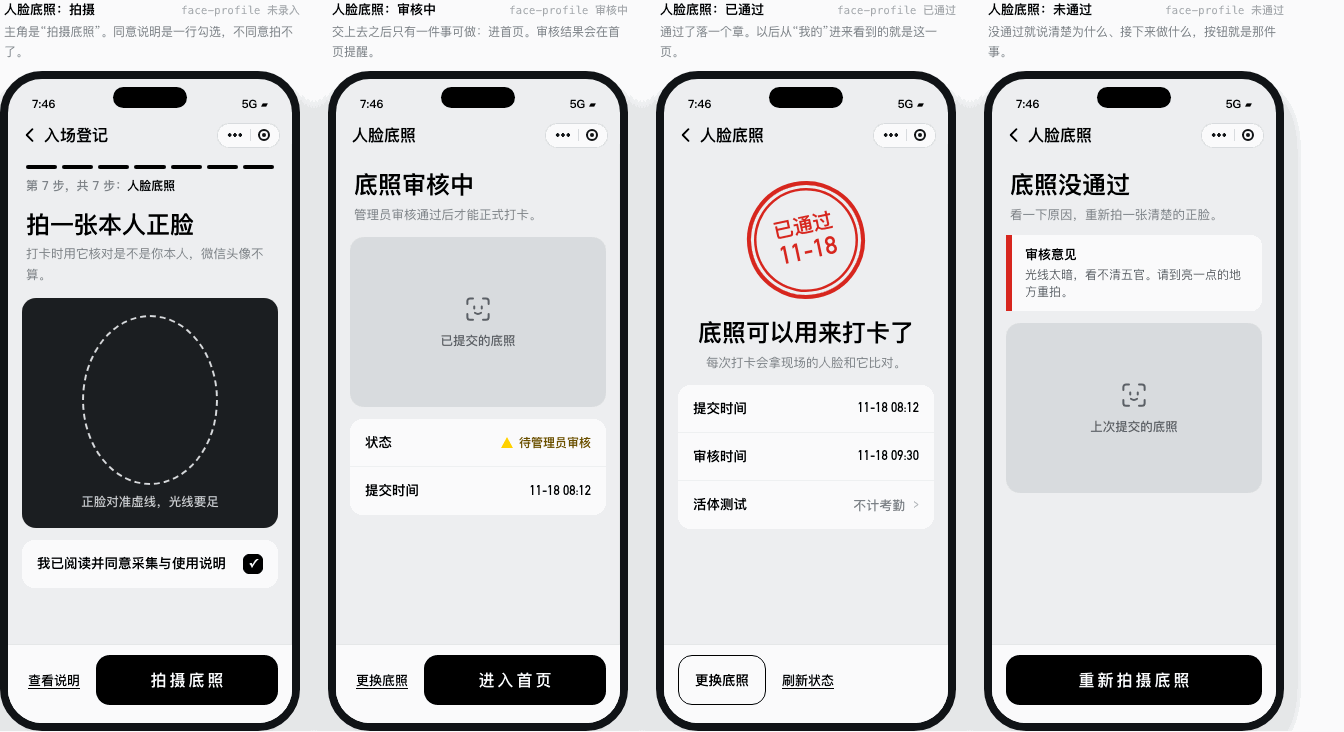 人脸底照：拍摄
face-profile 未录入
主角是“拍摄底照”。同意说明是一行勾选，不同意拍不
了。
7:46
5G
入场登记
第 7 步，共 7 步：人脸底照
拍一张本人正脸
打卡时用它核对是不是你本人，微信头像不
算。
正脸对准虚线，光线要足
我已阅读并同意采集与使用说明
查看说明
拍摄底照
人脸底照：审核中
face-profile 审核中
交上去之后只有一件事可做：进首页。审核结果会在首
页提醒。
7:46
5G
人脸底照
底照审核中
管理员审核通过后才能正式打卡。
已提交的底照
状态
待管理员审核
提交时间
11-18 08:12
更换底照
进入首页
人脸底照：已通过
face-profile 已通过
通过了落一个章。以后从“我的”进来看到的就是这一
页。
7:46
5G
人脸底照
已通过
11-18
底照可以用来打卡了
每次打卡会拿现场的人脸和它比对。
提交时间
11-18 08:12
审核时间
11-18 09:30
活体测试
不计考勤
更换底照
刷新状态
人脸底照：未通过
face-profile 未通过
没通过就说清楚为什么、接下来做什么，按钮就是那件
事。
7:46
5G
人脸底照
底照没通过
看一下原因，重新拍一张清楚的正脸。
审核意见
光线太暗，看不清五官。请到亮一点的地
方重拍。
上次提交的底照
重新拍摄底照